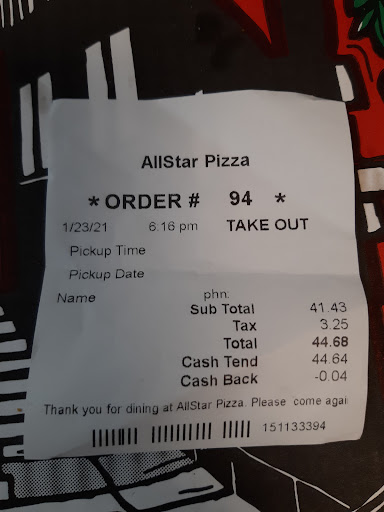 AllStar Pizza
* ORDER # 94 *
1/23/21 6:16 pm TAKE OUT
Pickup Time
Pickup Date
Name phn:
Sub Total 41.43
Tax 3.25
Total 44.68
Cash Tend 44.64
Cash Back -0.04
Thank you for dining at AllStar Pizza. Please come agai
151133394